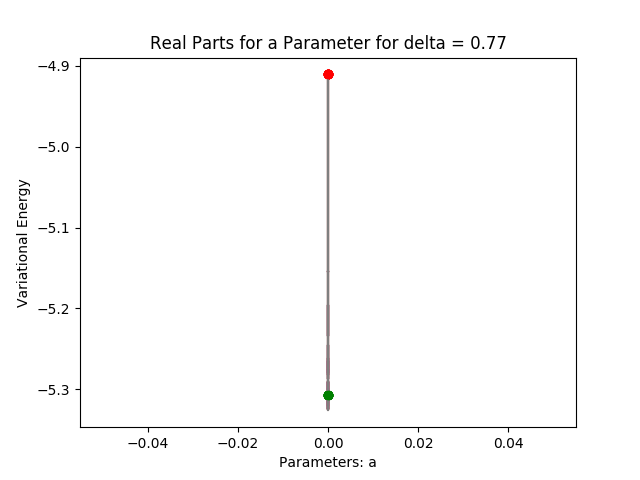 Real Parts for a Parameter for delta = 0.77
−4.9
−5.0
−5.1
−5.2
−5.3
Variational Energy
−0.04 −0.02 0.00 0.02 0.04
Parameters: a